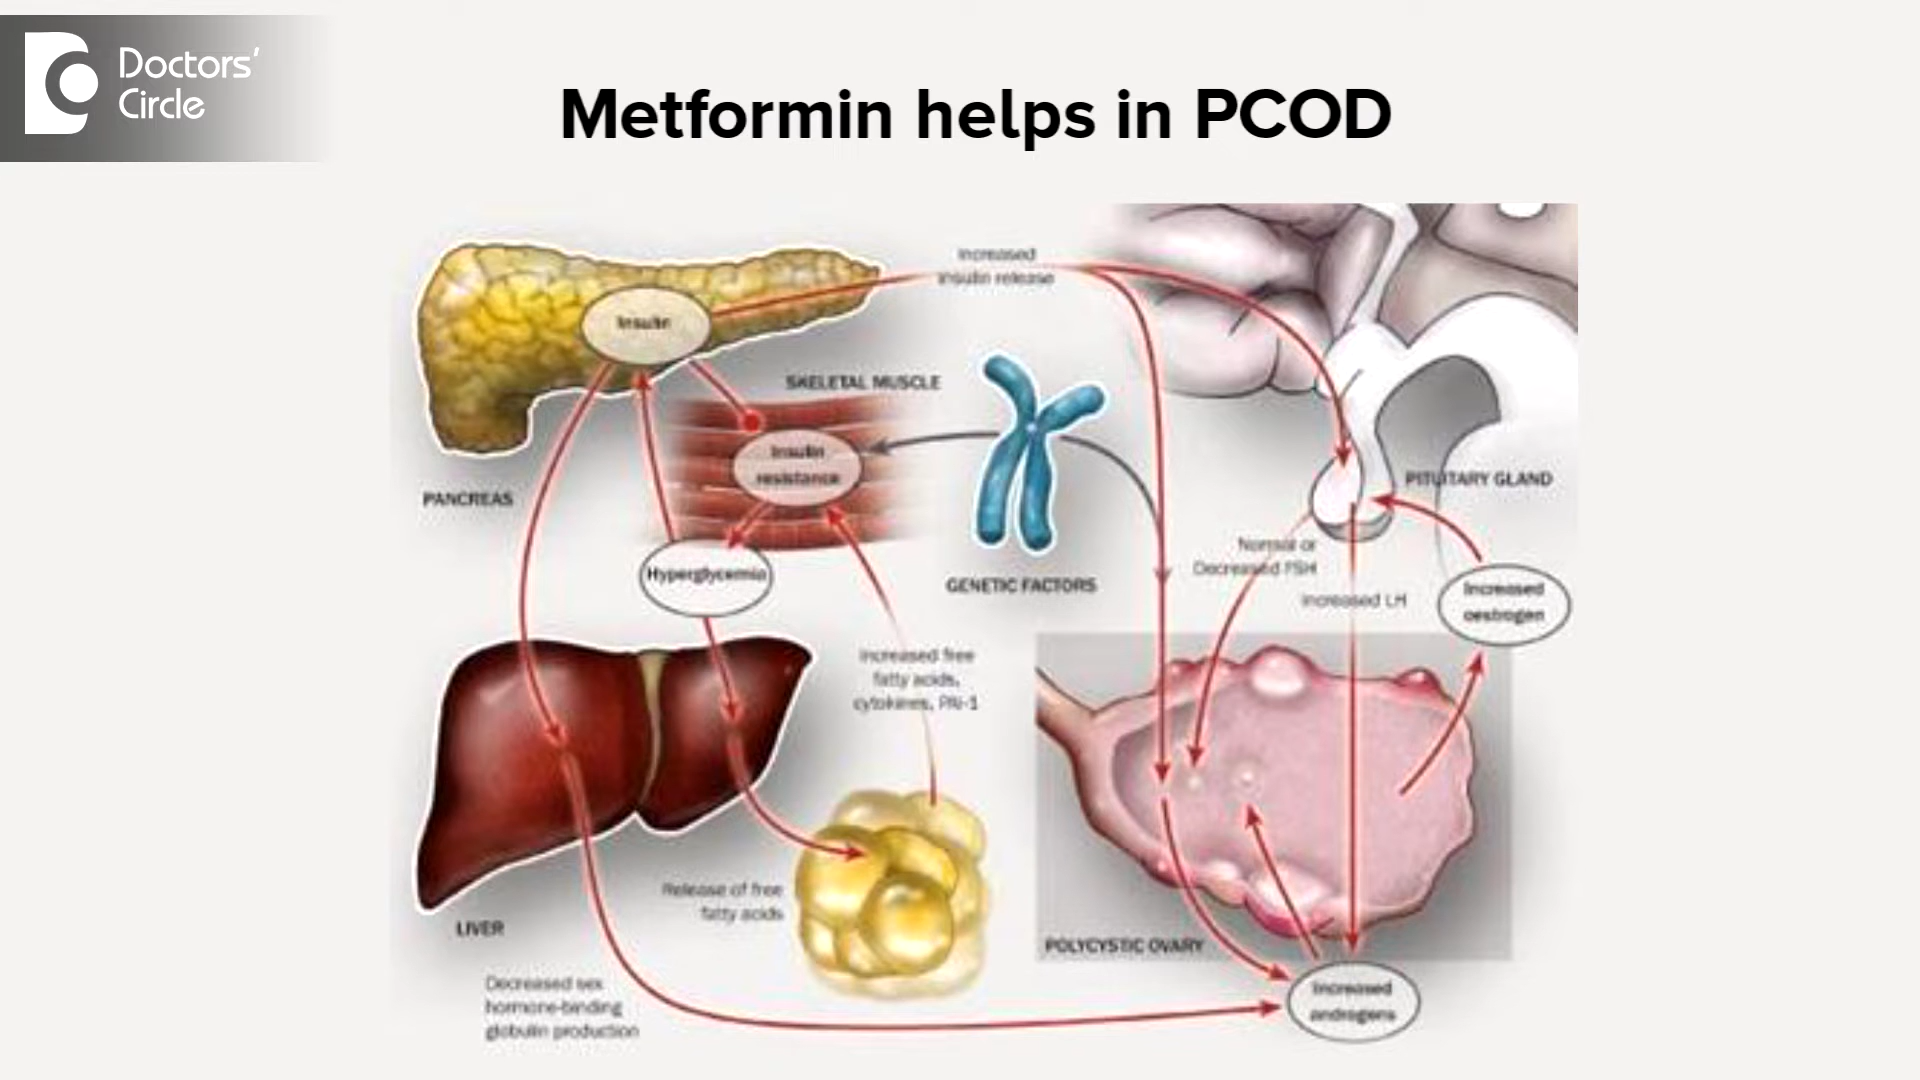 Doctors'
Circle
Metformin helps in PCOD
Increased
insulin release
Insulin
SKELETAL MUSCLE
Insulin
resistance
PANCREAS
PITUITARY GLAND
Hyperglycemia
GENETIC FACTORS
Normal or
Decreased FSH
Increased LH
Increased
oestrogen
Increased free
fatty acids,
cytokines, PAI-1
Release of free
fatty acids
LIVER
POLYCYSTIC OVARY
Decreased sex
hormone-binding
globulin production
Increased
androgens